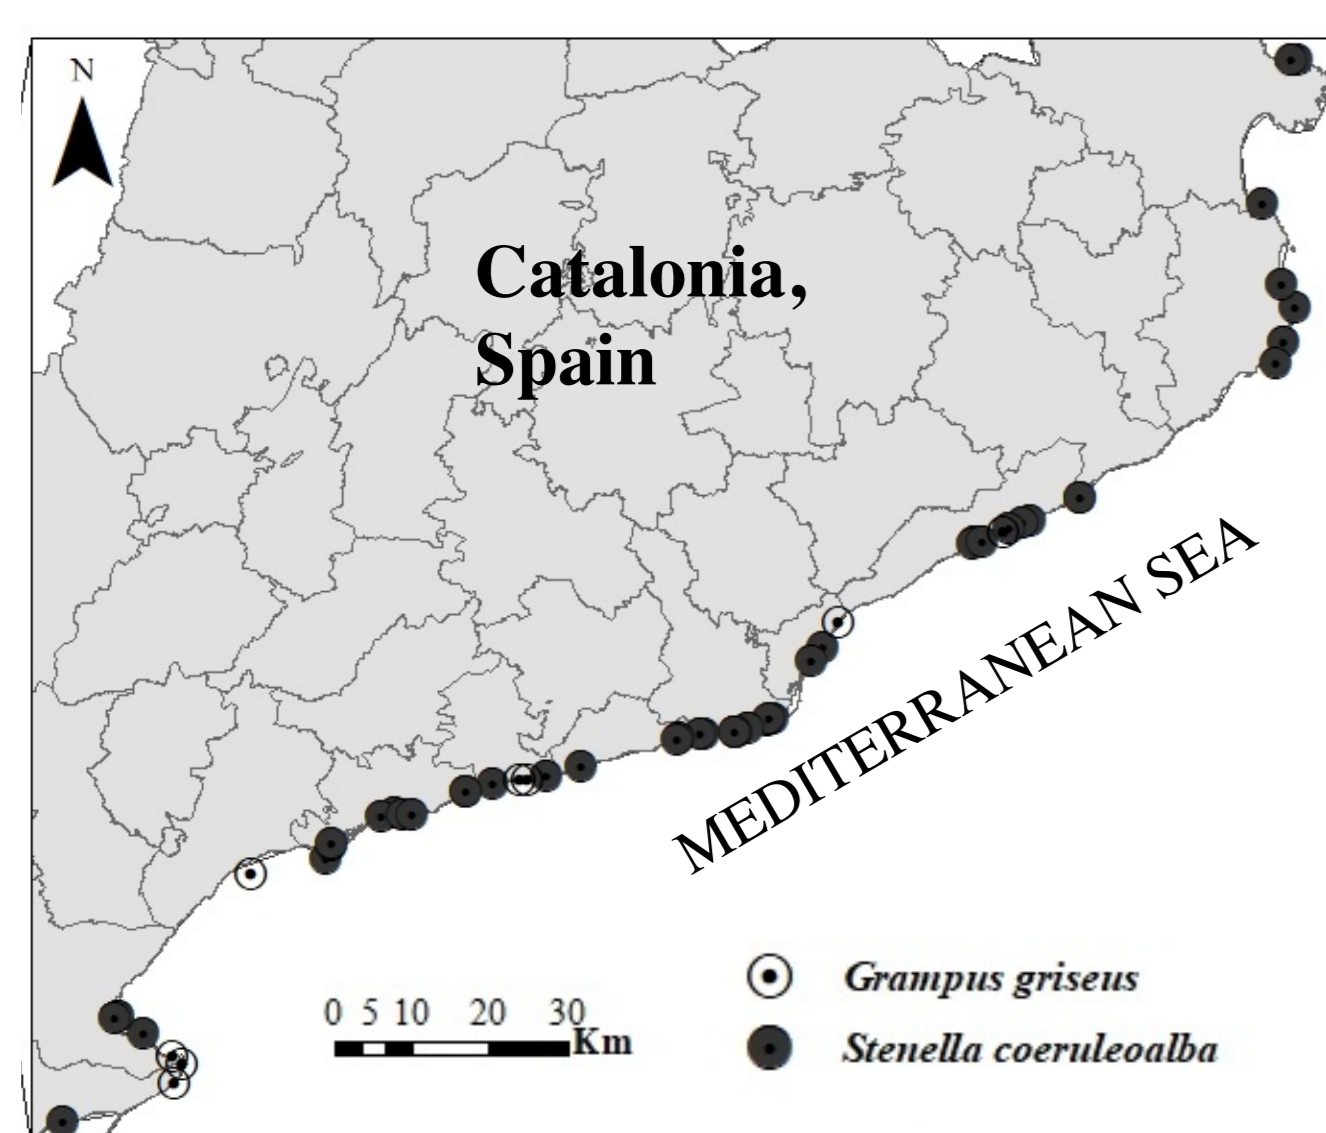 N
Catalonia,
Spain
MEDITERRANEAN SEA
Grampus griseus
0 5 10 20 30
Km
Stenella coeruleoalba